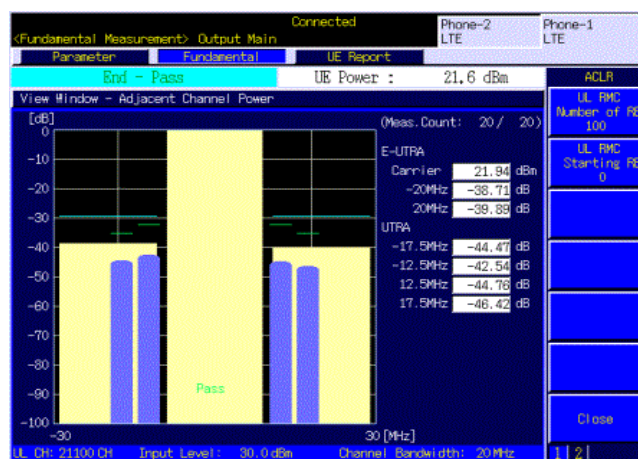 Connected
Phone-2 Phone-1
LTE LTE
<Fundamental Measurement> Output Main
Parameter Fundamental UE Report
End - Pass UE Power : 21.6 dBm ACLR
View Window - Adjacent Channel Power
UL RMC
Number of RB
100
UL RMC
Starting RB
0
[dB] (Meas.Count: 20 / 20)
0
-10
-20
-30
-40
-50
-60
-70
-80
-90
-100
E-UTRA
Carrier 21.94 dBm
-20MHz -38.71 dB
20MHz -39.89 dB
UTRA
-17.5MHz -44.47 dB
-12.5MHz -42.54 dB
12.5MHz -44.76 dB
17.5MHz -46.42 dB
Pass
-30 30 [MHz]
Close
UL CH: 21100 CH Input Level: 30.0 dBm Channel Bandwidth: 20 MHz
1 2